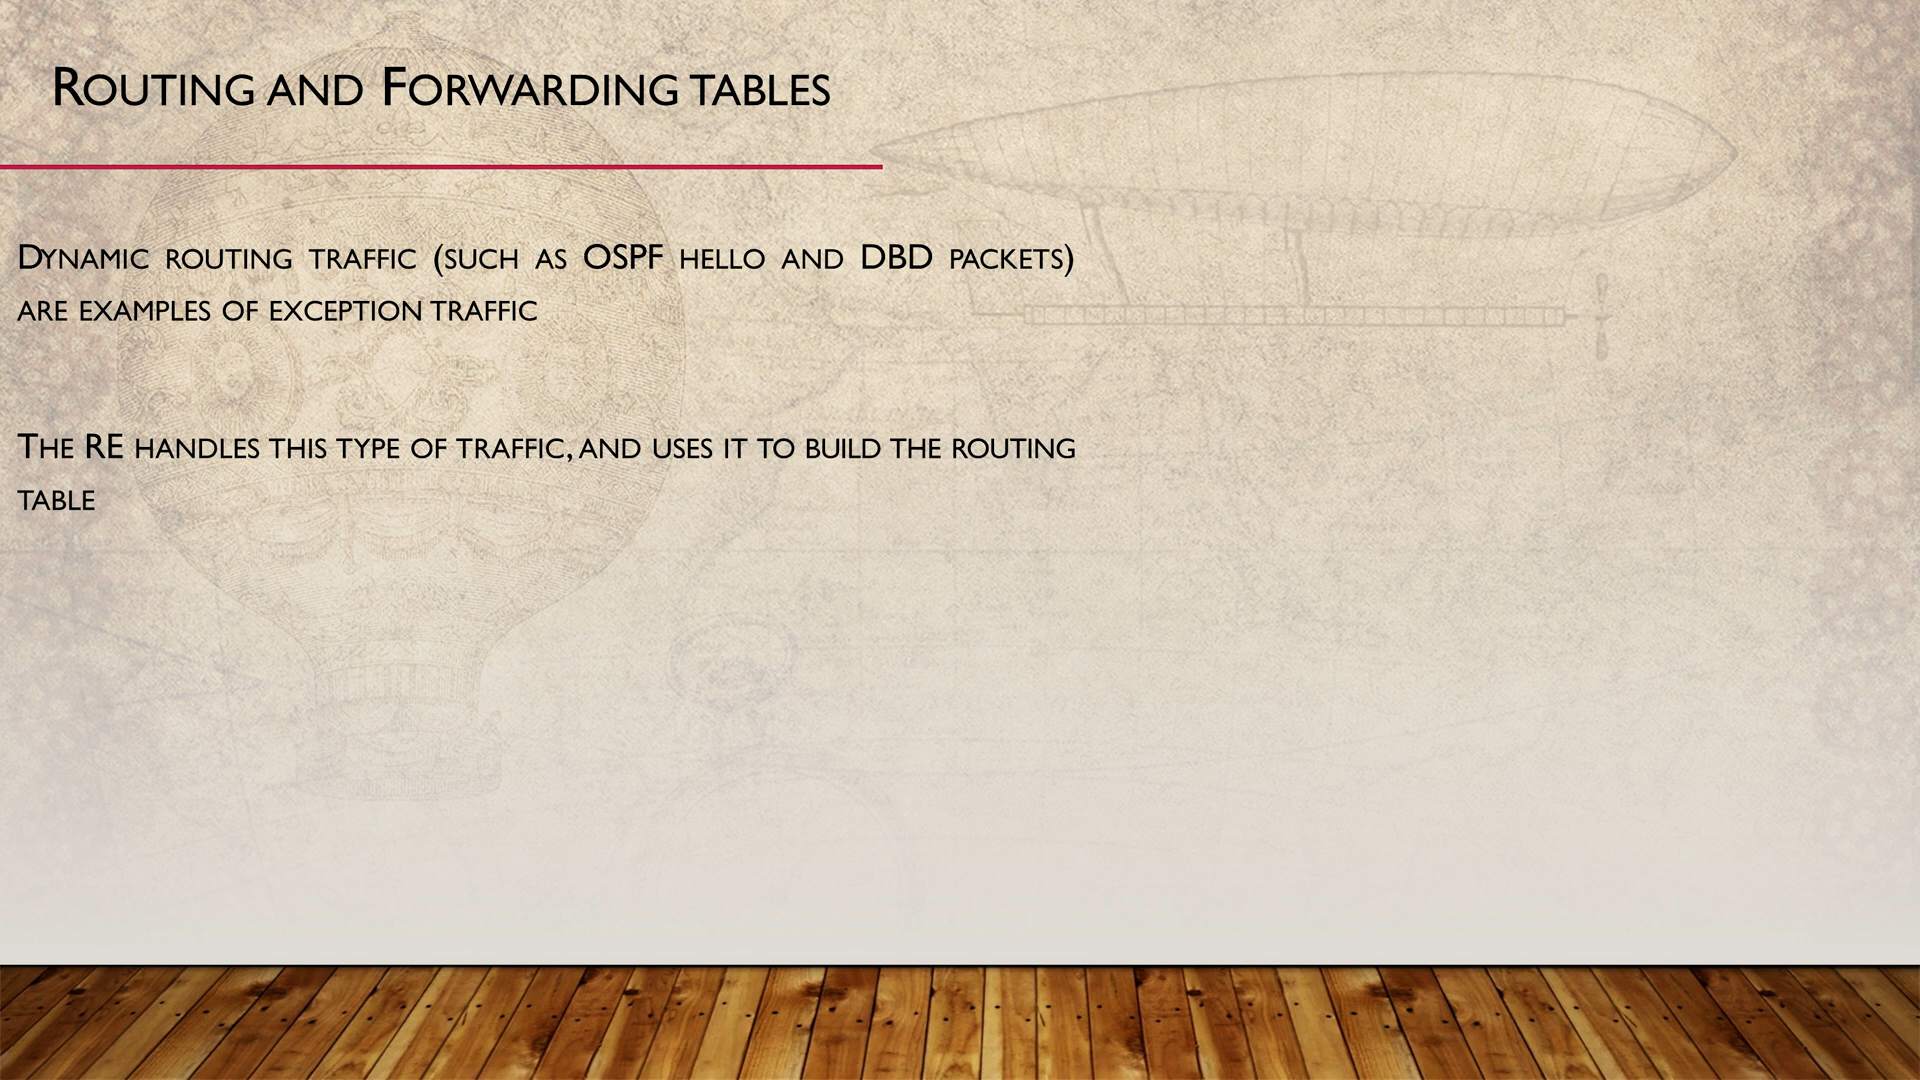 Routing and Forwarding tables
Dynamic routing traffic (such as OSPF hello and DBD packets)
are examples of exception traffic
The RE handles this type of traffic, and uses it to build the routing
table